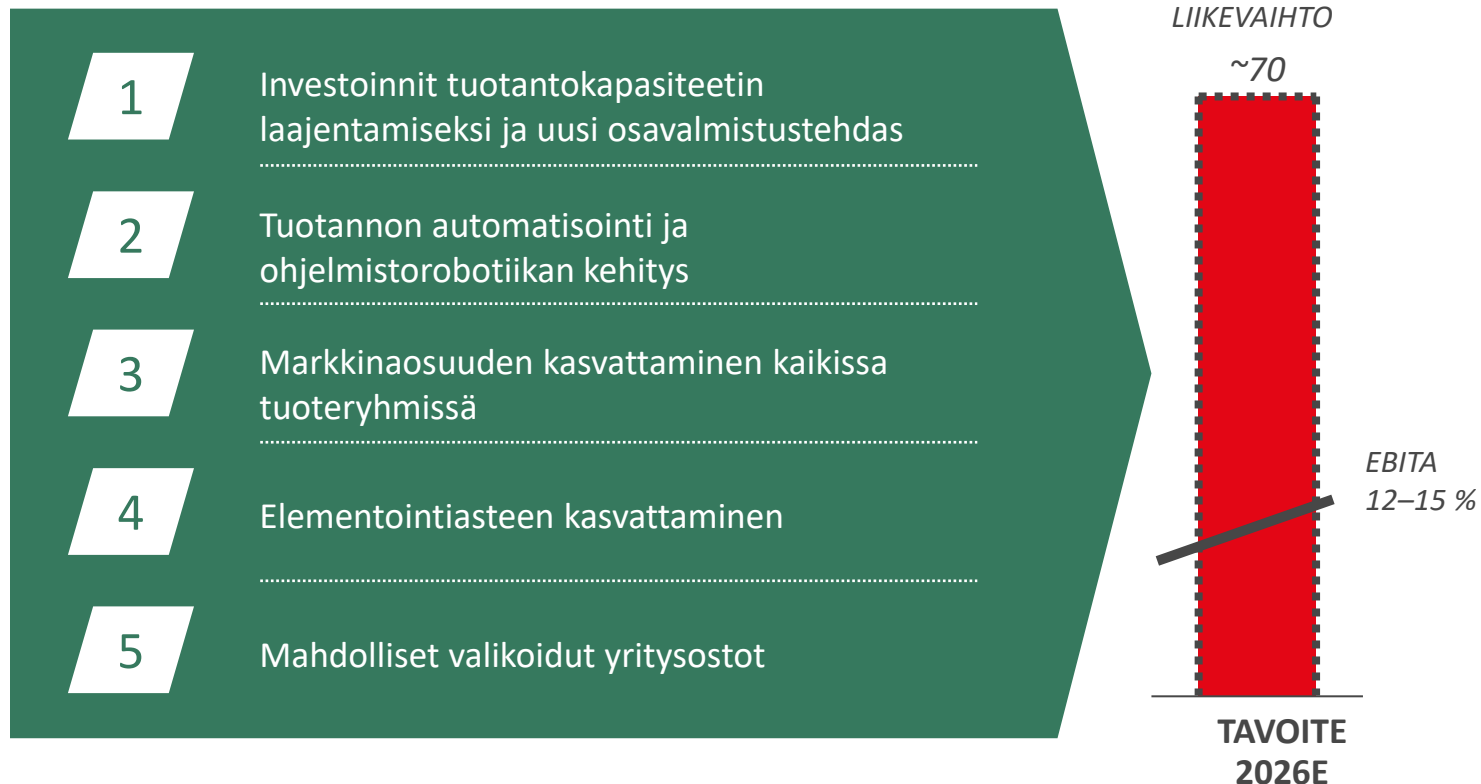 1
Investoinnit tuotantokapasiteetin
laajentamiseksi ja uusi osavalmistustehdas
2
Tuotannon automatisointi ja
ohjelmistorobotiikan kehitys
3
Markkinaosuuden kasvattaminen kaikissa
tuoteryhmissä
4
Elementointiasteen kasvattaminen
5
Mahdolliset valikoidut yritysostot
LIIKEVAIHTO
~70
EBITA
12–15 %
TAVOITE
2026E